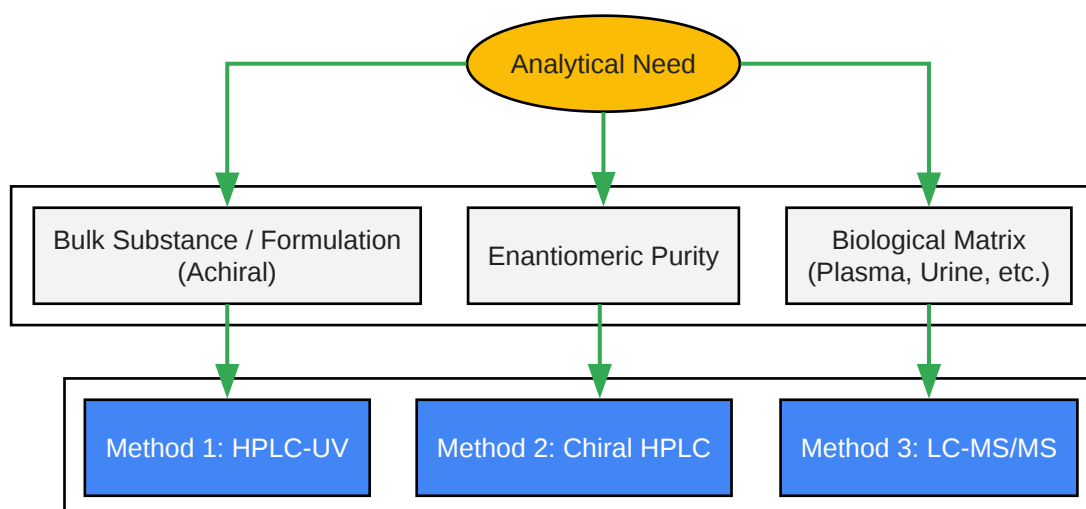 Analytical Need
Bulk Substance / Formulation
(Achiral)
Enantiomeric Purity
Biological Matrix
(Plasma, Urine, etc.)
Method 1: HPLC-UV
Method 2: Chiral HPLC
Method 3: LC-MS/MS